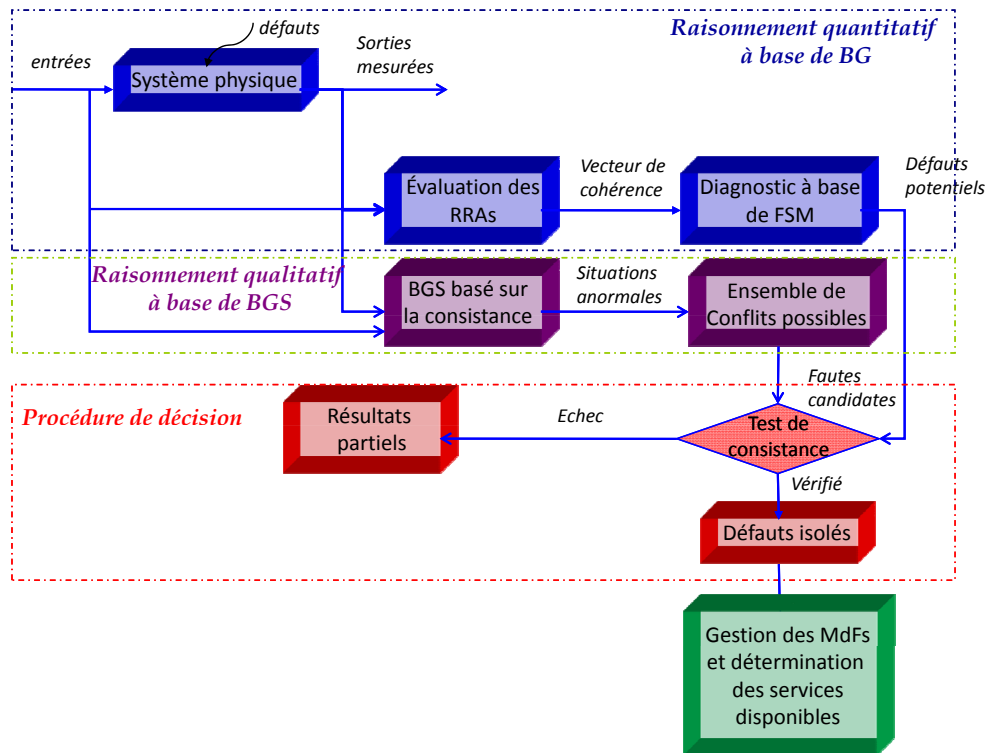 Raisonnement quantitatif
à base de BG
défauts
entrées
Sorties
mesurées
Système physique
Évaluation des
RRAs
Vecteur de
cohérence
Diagnostic à base
de FSM
Défauts
potentiels
Raisonnement qualitatif
à base de BGS
BGS basé sur
la consistance
Situations
anormales
Ensemble de
Conflits possibles
Fautes
candidates
Procédure de décision
Résultats
partiels
Echec
Test de
consistance
Vérifié
Défauts isolés
Gestion des MdFs
et détermination
des services
disponibles